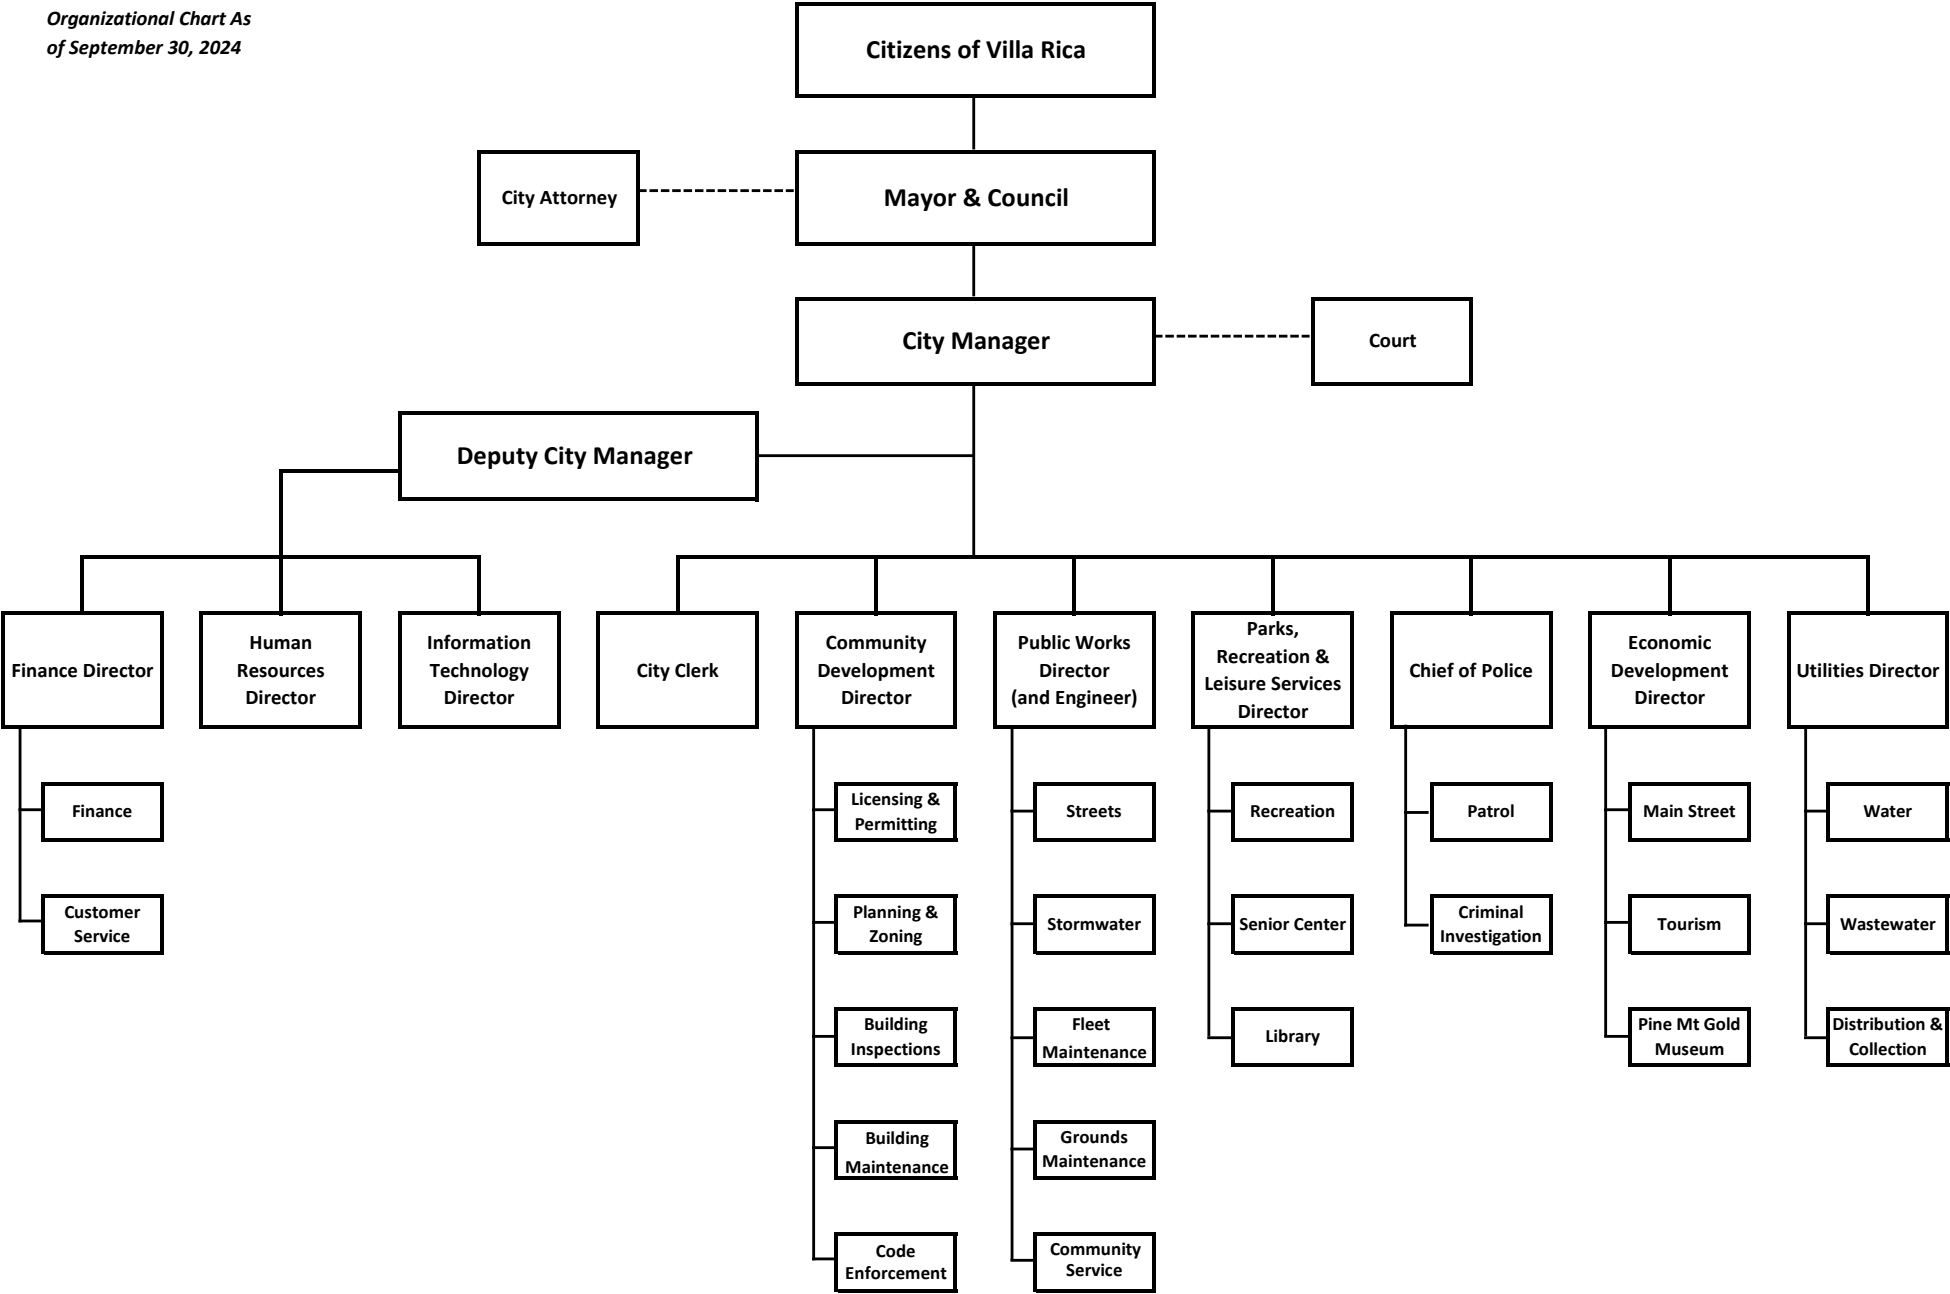 Organizational Chart As
of September 30, 2024
Citizens of Villa Rica
City Attorney
Mayor & Council
City Manager
Court
Deputy City Manager
Finance Director
Human
Resources
Director
Information
Technology
Director
City Clerk
Community
Development
Director
Public Works
Director
(and Engineer)
Parks,
Recreation &
Leisure Services
Director
Chief of Police
Economic
Development
Director
Utilities Director
Finance
Licensing &
Permitting
Streets
Recreation
Patrol
Main Street
Water
Customer
Service
Planning &
Zoning
Stormwater
Senior Center
Criminal
Investigation
Tourism
Wastewater
Building
Inspections
Fleet
Maintenance
Library
Pine Mt Gold
Museum
Distribution &
Collection
Building
Maintenance
Grounds
Maintenance
Code
Enforcement
Community
Service